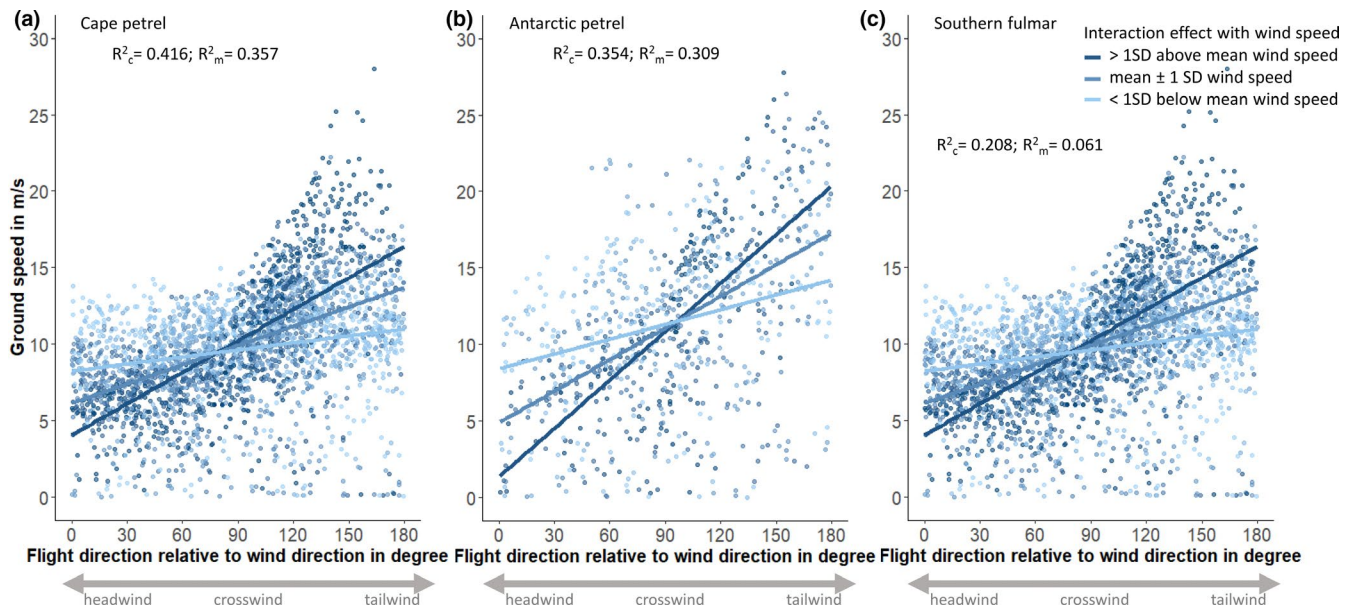 (a) Cape petrel
R²c= 0.416; R²m= 0.357
(b) Antarctic petrel
R²c= 0.354; R²m= 0.309
(c) Southern fulmar
Interaction effect with wind speed
> 1SD above mean wind speed
mean ± 1 SD wind speed
< 1SD below mean wind speed
R²c= 0.208; R²m= 0.061
Ground speed in m/s
30
25
20
15
10
5
0
30
25
20
15
10
5
0
30
25
20
15
10
5
0
0 30 60 90 120 150 180
0 30 60 90 120 150 180
0 30 60 90 120 150 180
Flight direction relative to wind direction in degree
Flight direction relative to wind direction in degree
Flight direction relative to wind direction in degree
headwind crosswind tailwind
headwind crosswind tailwind
headwind crosswind tailwind